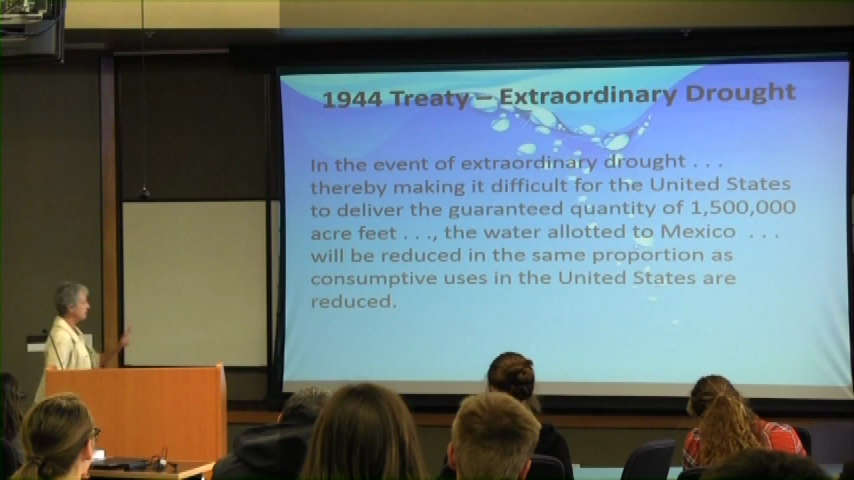 1944 Treaty – Extraordinary Drought
In the event of extraordinary drought . . .
thereby making it difficult for the United States
to deliver the guaranteed quantity of 1,500,000
acre feet . . ., the water allotted to Mexico . . .
will be reduced in the same proportion as
consumptive uses in the United States are
reduced.